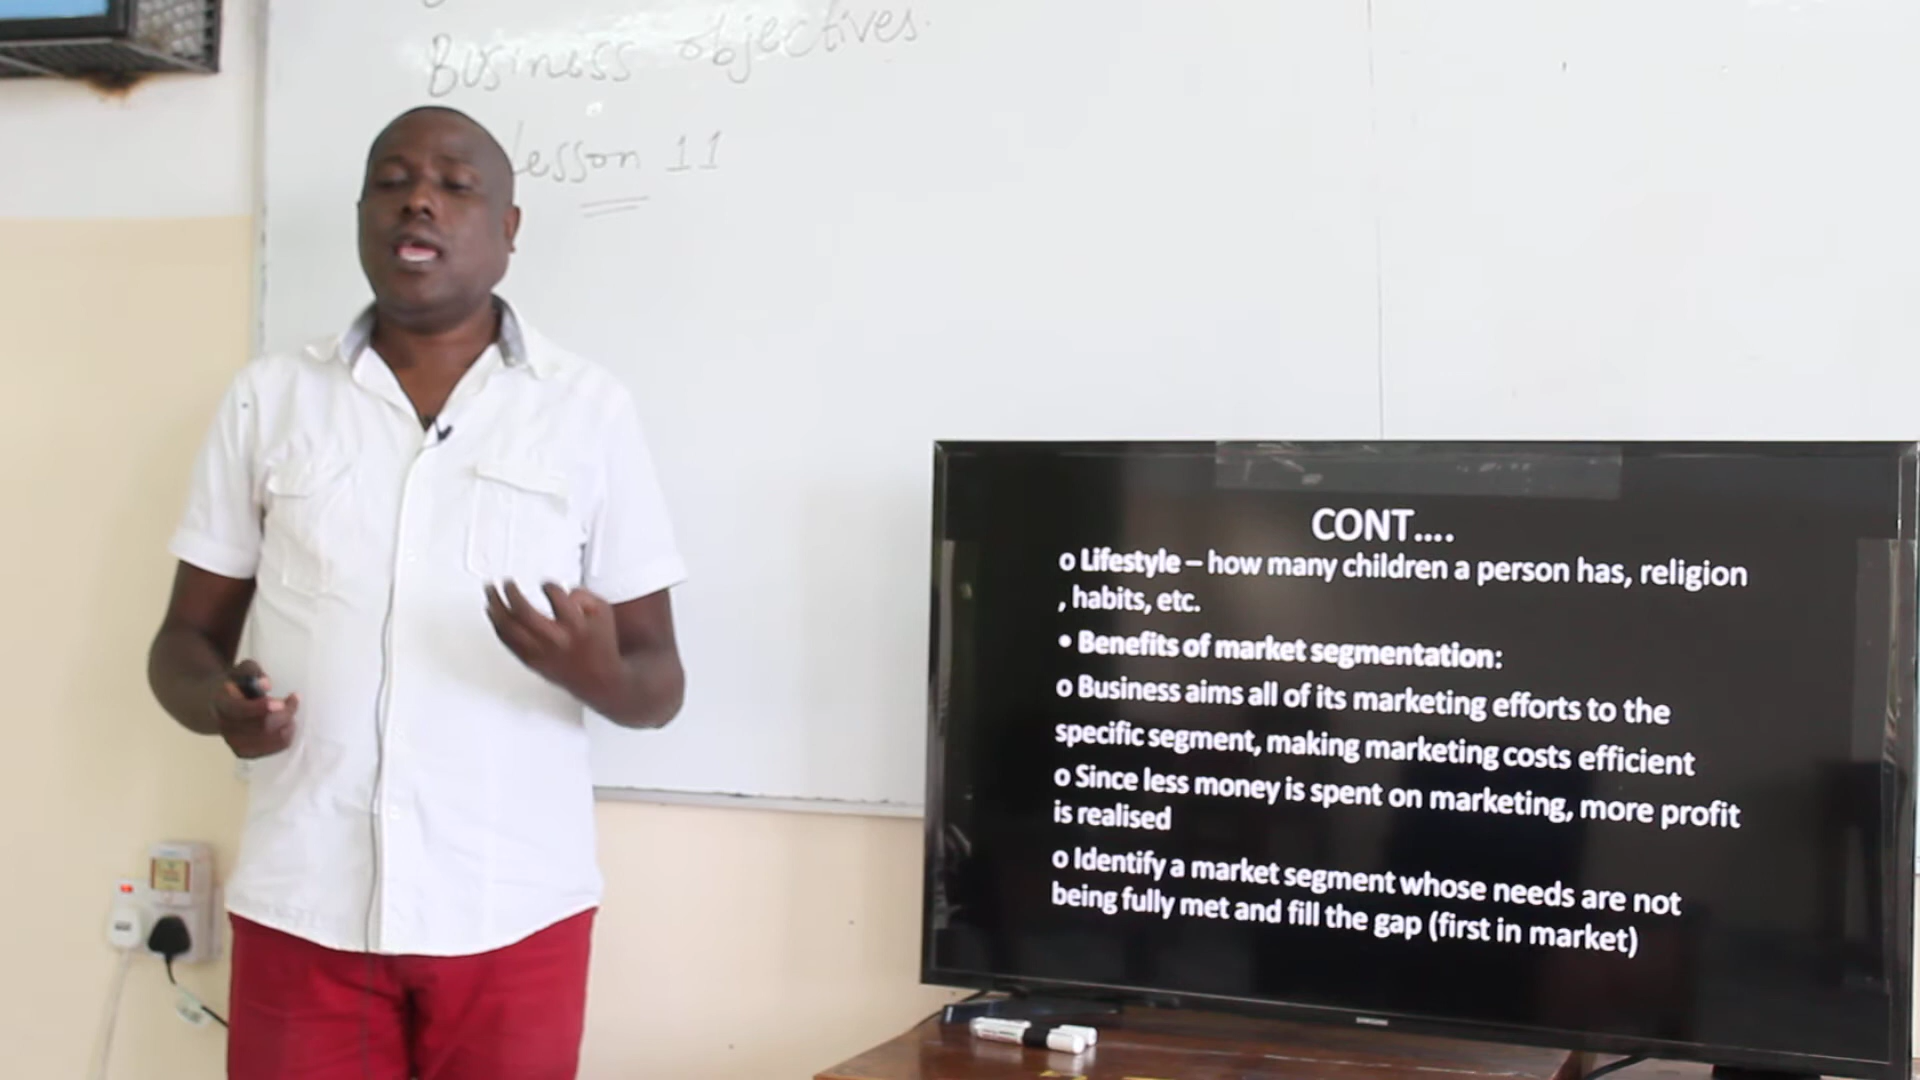 Business objectives.
Lesson 11
CONT....
o Lifestyle – how many children a person has, religion
, habits, etc.
• Benefits of market segmentation:
o Business aims all of its marketing efforts to the
specific segment, making marketing costs efficient
o Since less money is spent on marketing, more profit
is realised
o Identify a market segment whose needs are not
being fully met and fill the gap (first in market)
SAMSUNG